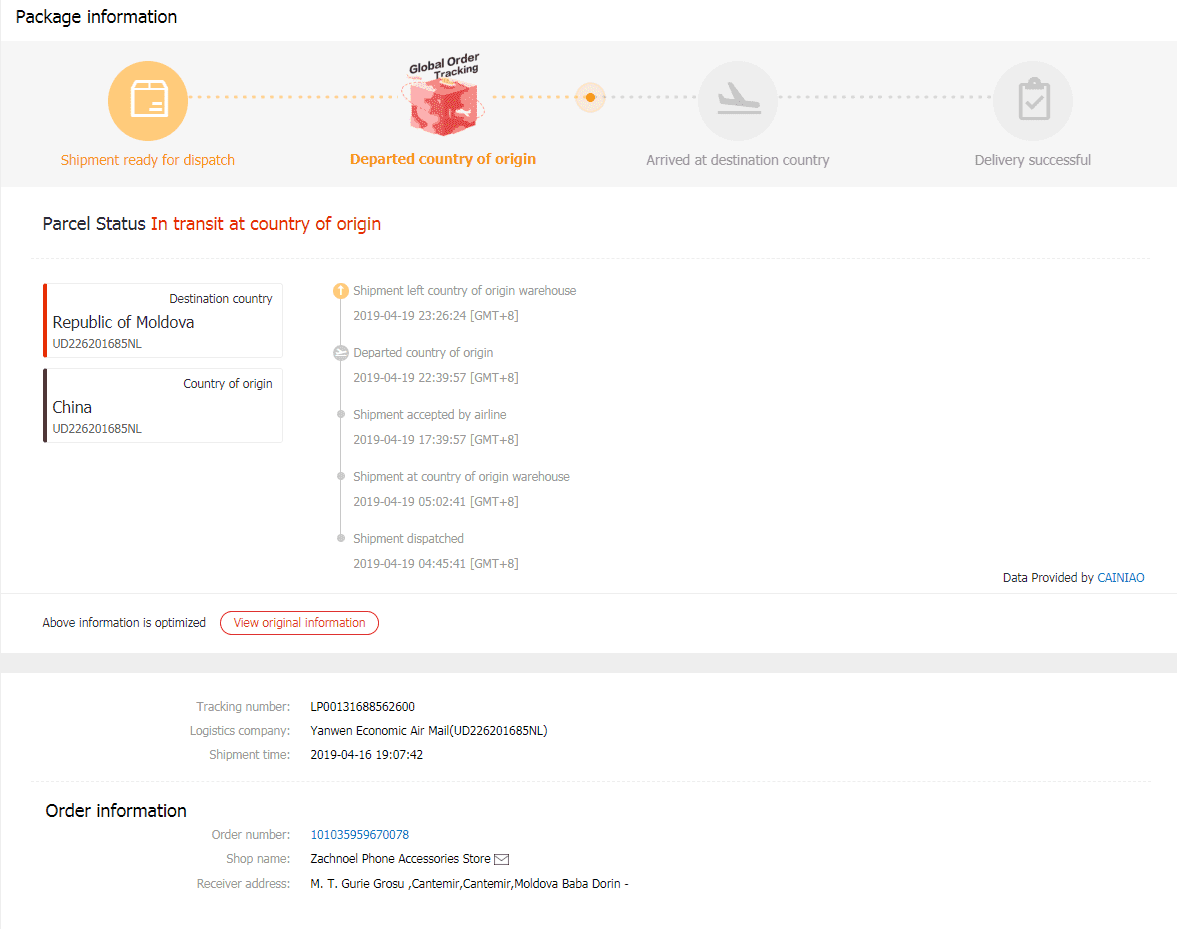 Package information
Global Order
Tracking
Shipment ready for dispatch
Departed country of origin
Arrived at destination country
Delivery successful
Parcel Status In transit at country of origin
Destination country
Republic of Moldova
UD226201685NL
Country of origin
China
UD226201685NL
Shipment left country of origin warehouse
2019-04-19 23:26:24 [GMT+8]
Departed country of origin
2019-04-19 22:39:57 [GMT+8]
Shipment accepted by airline
2019-04-19 17:39:57 [GMT+8]
Shipment at country of origin warehouse
2019-04-19 05:02:41 [GMT+8]
Shipment dispatched
2019-04-19 04:45:41 [GMT+8]
Data Provided by CAINIAO
Above information is optimized
View original information
Tracking number: LP00131688562600
Logistics company: Yanwen Economic Air Mail(UD226201685NL)
Shipment time: 2019-04-16 19:07:42
Order information
Order number: 101035959670078
Shop name: Zachnoel Phone Accessories Store
Receiver address: M. T. Gurie Grosu ,Cantemir,Cantemir,Moldova Baba Dorin -